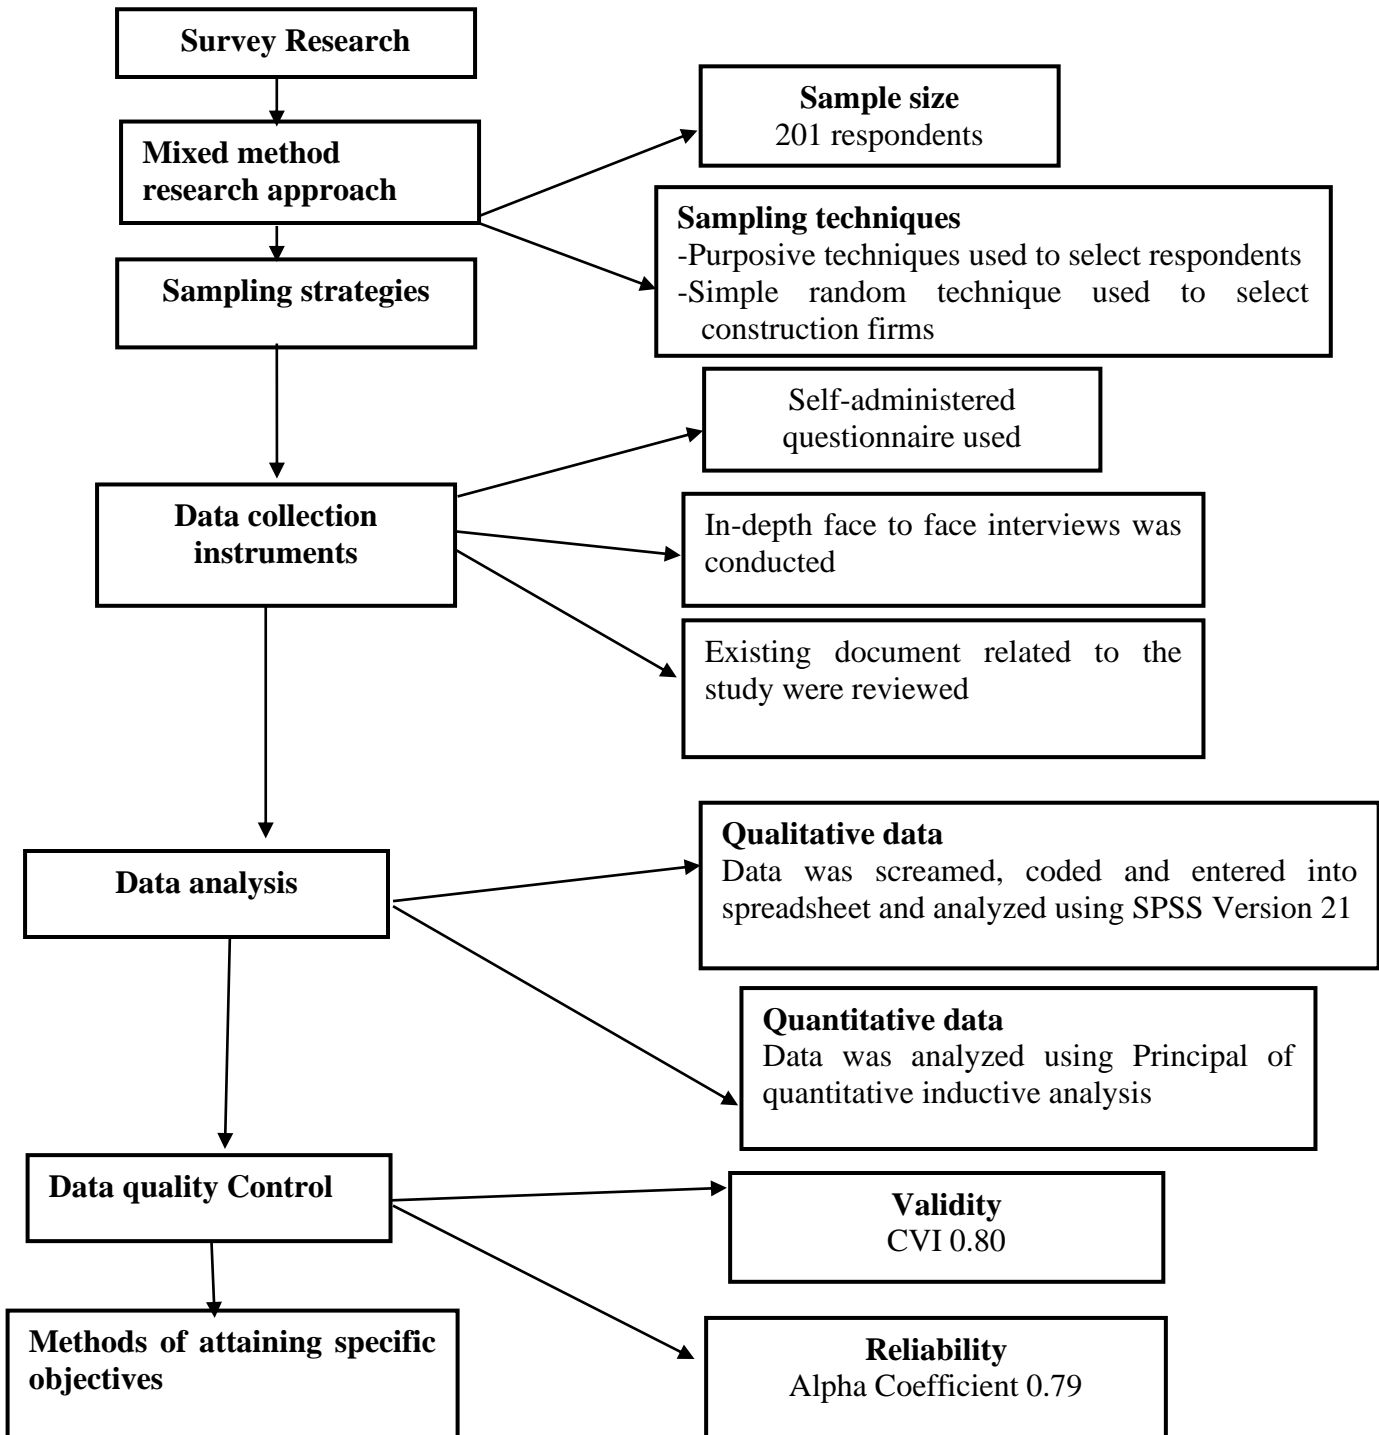 Survey Research
Sample size
201 respondents
Mixed method
research approach
Sampling techniques
-Purposive techniques used to select respondents
-Simple random technique used to select
construction firms
Sampling strategies
Self-administered
questionnaire used
Data collection
instruments
In-depth face to face interviews was
conducted
Existing document related to the
study were reviewed
Data analysis
Qualitative data
Data was screamed, coded and entered into
spreadsheet and analyzed using SPSS Version 21
Quantitative data
Data was analyzed using Principal of
quantitative inductive analysis
Data quality Control
Validity
CVI 0.80
Methods of attaining specific
objectives
Reliability
Alpha Coefficient 0.79